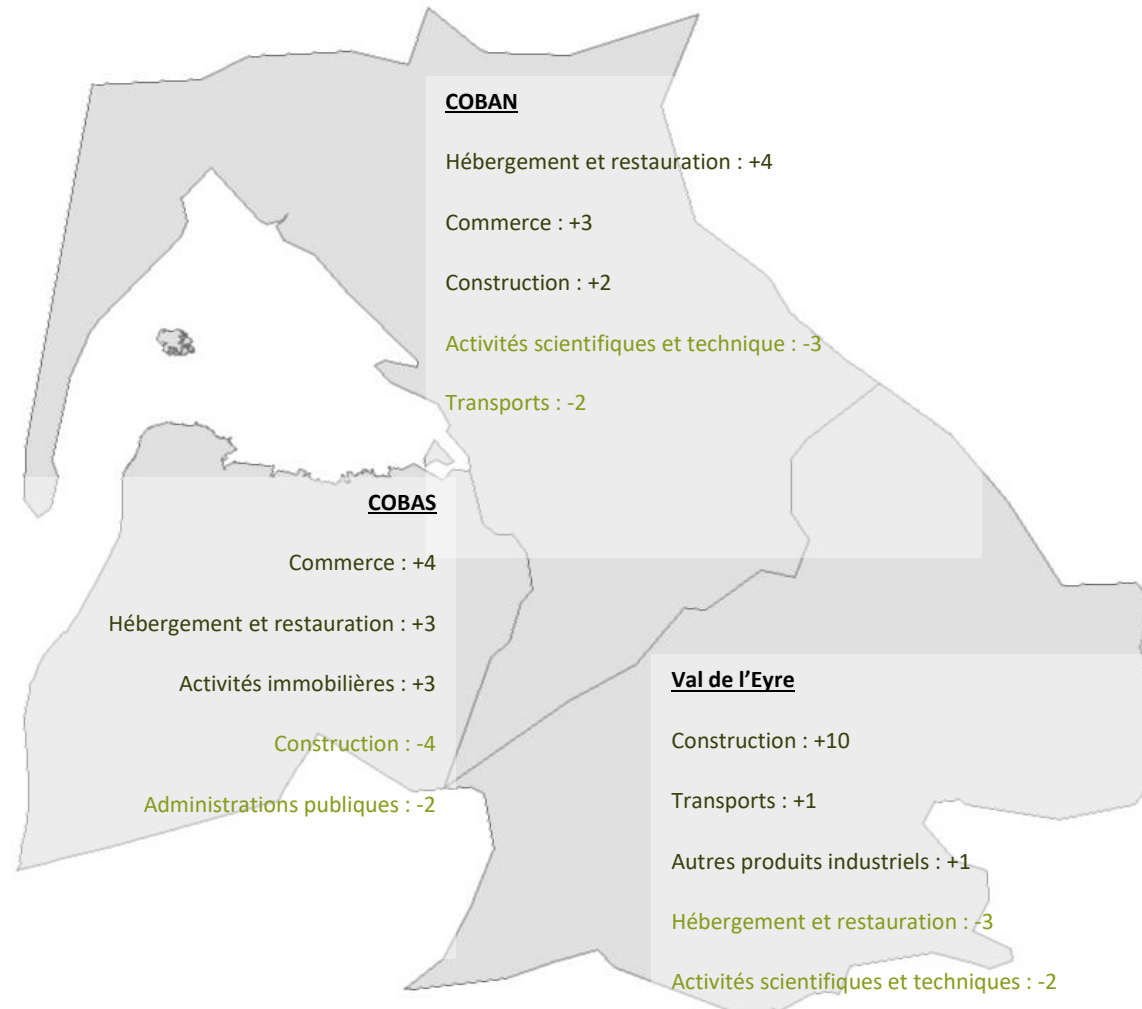 COBAN
Hébergement et restauration : +4
Commerce : +3
Construction : +2
Activités scientifiques et technique : -3
Transports : -2
COBAS
Commerce : +4
Hébergement et restauration : +3
Activités immobilières : +3
Construction : -4
Administrations publiques : -2
Val de l’Eyre
Construction : +10
Transports : +1
Autres produits industriels : +1
Hébergement et restauration : -3
Activités scientifiques et techniques : -2